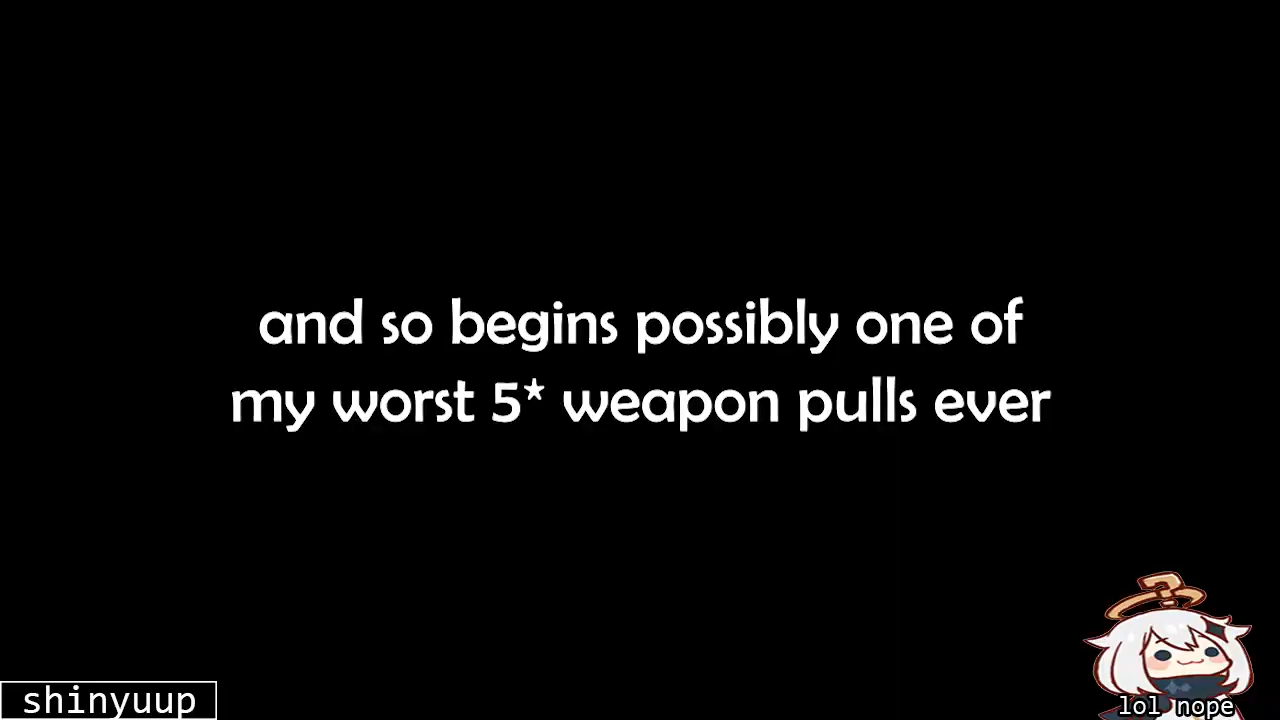 and so begins possibly one of
my worst 5* weapon pulls ever
shinyuup
lol nope